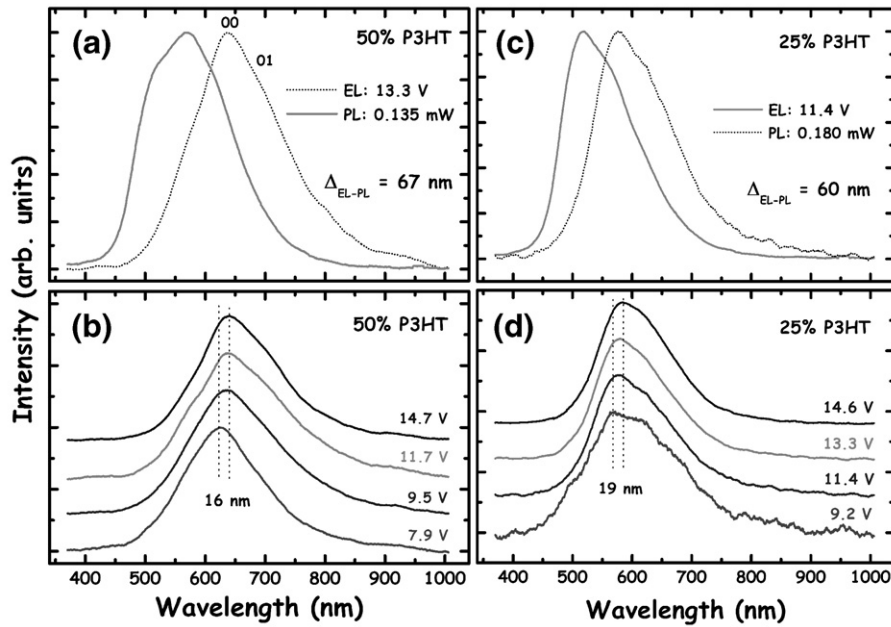 (a)
00
01
50% P3HT
EL: 13.3 V
PL: 0.135 mW
Δ_EL-PL = 67 nm
(c)
25% P3HT
EL: 11.4 V
PL: 0.180 mW
Δ_EL-PL = 60 nm
Intensity (arb. units)
(b)
50% P3HT
14.7 V
11.7 V
9.5 V
7.9 V
16 nm
400 500 600 700 800 900 1000
Wavelength (nm)
(d)
25% P3HT
14.6 V
13.3 V
11.4 V
9.2 V
19 nm
400 500 600 700 800 900 1000
Wavelength (nm)